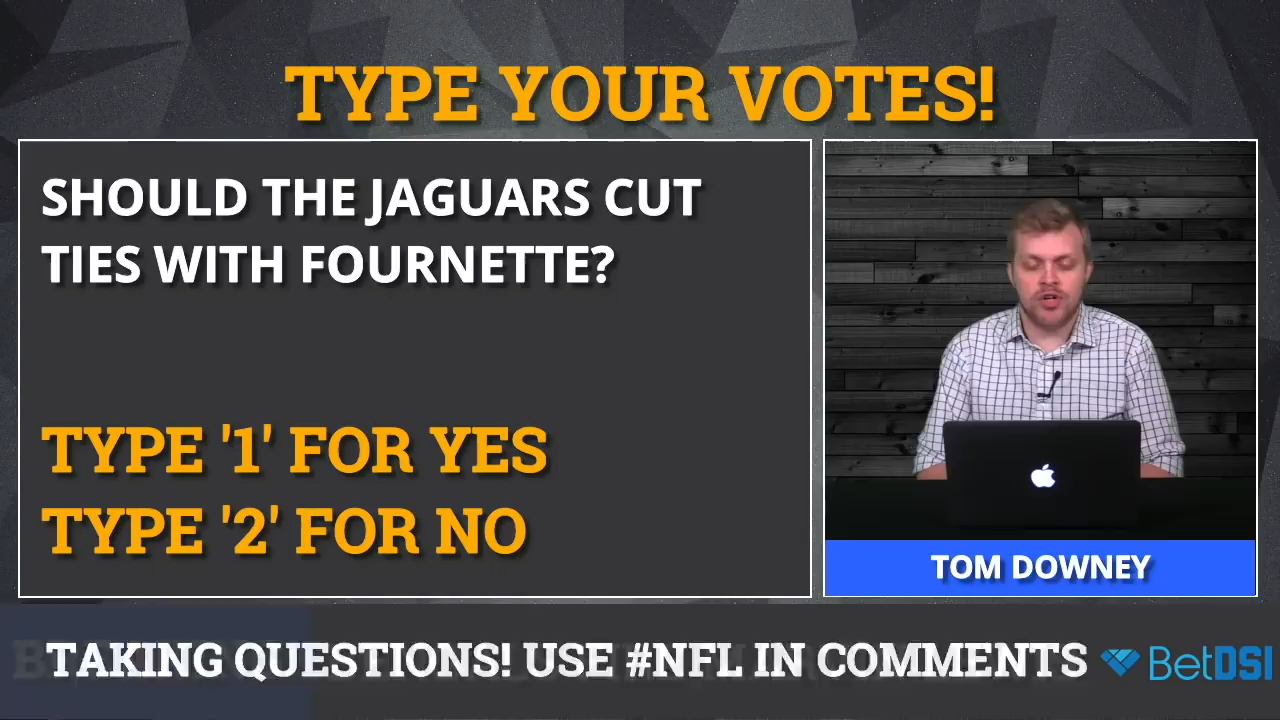 TYPE YOUR VOTES!
SHOULD THE JAGUARS CUT
TIES WITH FOURNETTE?
TYPE '1' FOR YES
TYPE '2' FOR NO
TOM DOWNEY
TAKING QUESTIONS! USE #NFL IN COMMENTS
BetDSI